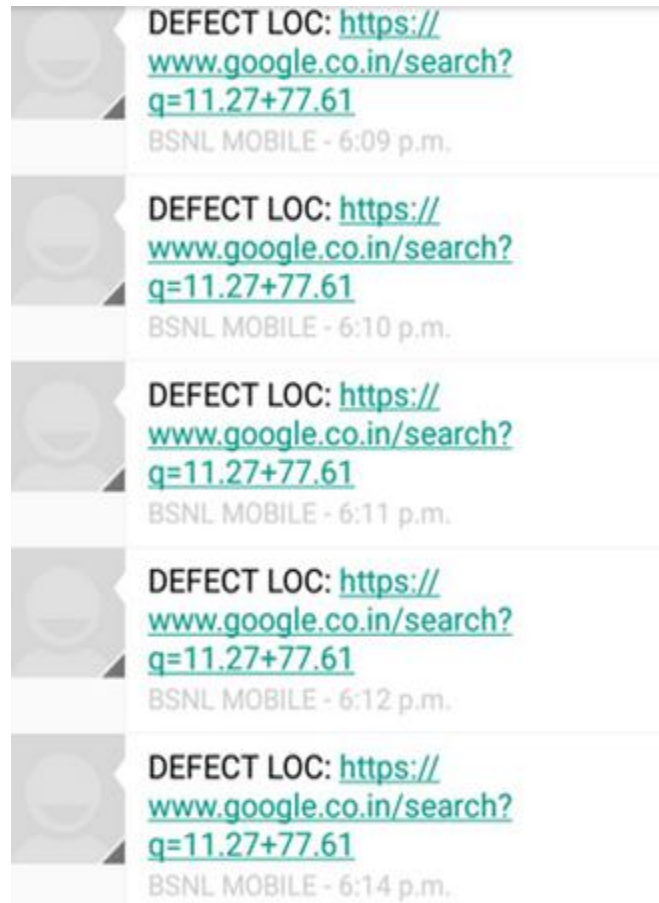 DEFECT LOC: https://
www.google.co.in/search?
q=11.27+77.61
BSNL MOBILE - 6:09 p.m.
DEFECT LOC: https://
www.google.co.in/search?
q=11.27+77.61
BSNL MOBILE - 6:10 p.m.
DEFECT LOC: https://
www.google.co.in/search?
q=11.27+77.61
BSNL MOBILE - 6:11 p.m.
DEFECT LOC: https://
www.google.co.in/search?
q=11.27+77.61
BSNL MOBILE - 6:12 p.m.
DEFECT LOC: https://
www.google.co.in/search?
q=11.27+77.61
BSNL MOBILE - 6:14 p.m.